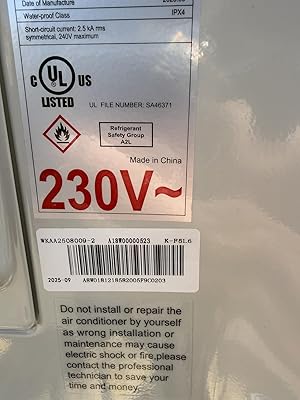 Date of Manufacture
Water-proof Class IPX4
Short-circuit current: 2.5 kA rms
symmetrical, 240V maximum
C UL US
LISTED
UL FILE NUMBER: SA46371
Refrigerant
Safety Group
A2L
Made in China
230V~
WKAA2508009-2 A18W00000523 K-F8L6
2025-09 ARW01B12185R2005F9C0203
Do not install or repair the
air conditioner by yourself
as wrong installation or
maintenance may cause
electric shock or fire,please
contact the professional
technician to save your
time and money.